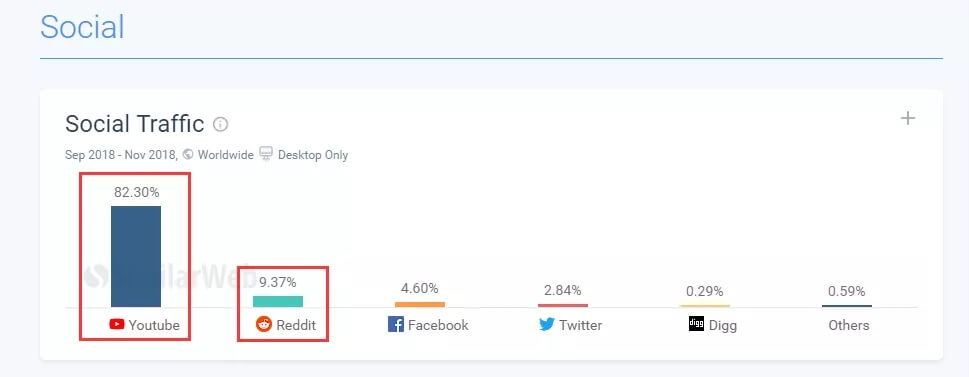 Social
Social Traffic
Sep 2018 - Nov 2018, Worldwide Desktop Only
82.30%
9.37%
4.60%
2.84%
0.29%
0.59%
SimilarWeb
Youtube
Reddit
Facebook
Twitter
digg Digg
Others